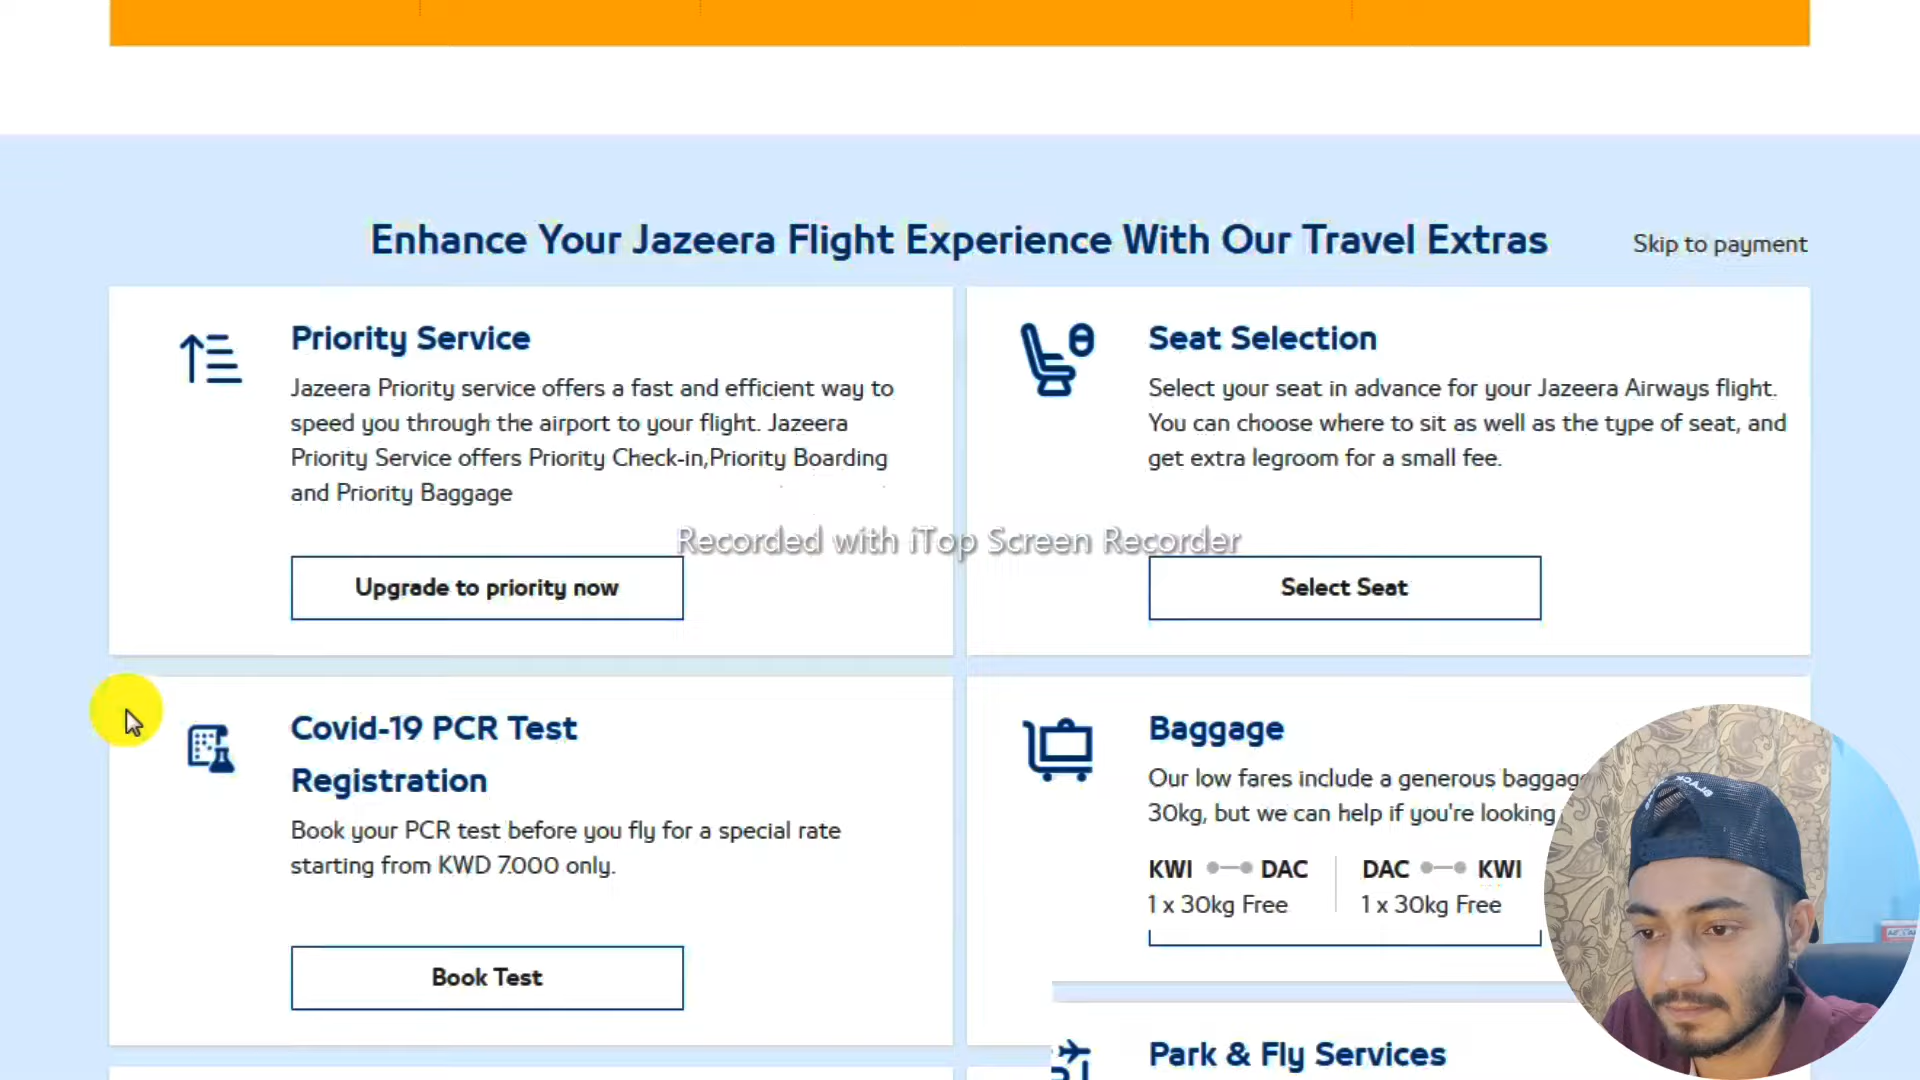 Enhance Your Jazeera Flight Experience With Our Travel Extras
Skip to payment
Priority Service
Jazeera Priority service offers a fast and efficient way to
speed you through the airport to your flight. Jazeera
Priority Service offers Priority Check-in,Priority Boarding
and Priority Baggage
Upgrade to priority now
Seat Selection
Select your seat in advance for your Jazeera Airways flight.
You can choose where to sit as well as the type of seat, and
get extra legroom for a small fee.
Select Seat
Recorded with iTop Screen Recorder
Covid-19 PCR Test
Registration
Book your PCR test before you fly for a special rate
starting from KWD 7.000 only.
Book Test
Baggage
Our low fares include a generous baggage
30kg, but we can help if you're looking
KWI DAC DAC KWI
1 x 30kg Free 1 x 30kg Free
Park & Fly Services